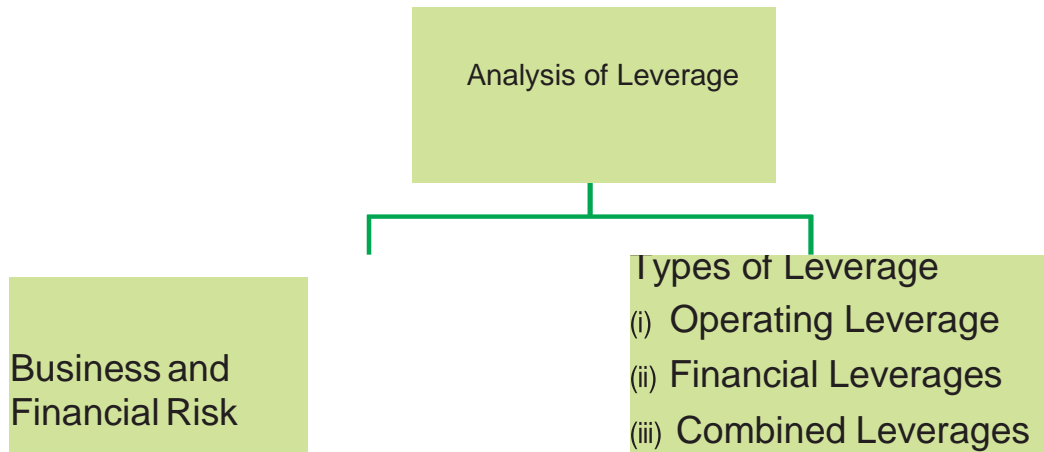 Analysis of Leverage
Business and
Financial Risk
Types of Leverage
(i) Operating Leverage
(ii) Financial Leverages
(iii) Combined Leverages